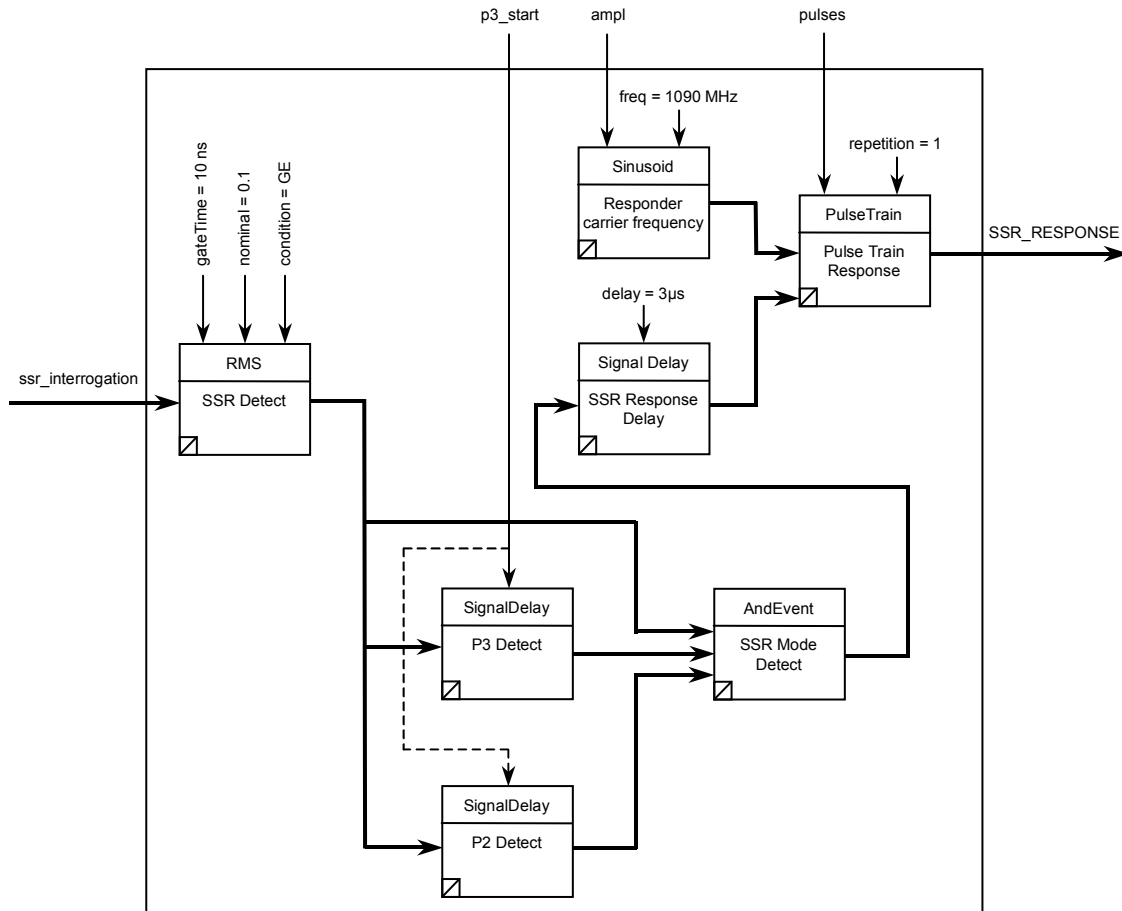 p3_start
ampl
pulses
freq = 1090 MHz
gateTime = 10 ns
nominal = 0.1
condition = GE
Sinusoid
Responder
carrier frequency
repetition = 1
PulseTrain
Pulse Train
Response
SSR_RESPONSE
delay = 3µs
ssr_interrogation
RMS
SSR Detect
Signal Delay
SSR Response
Delay
SignalDelay
P3 Detect
AndEvent
SSR Mode
Detect
SignalDelay
P2 Detect